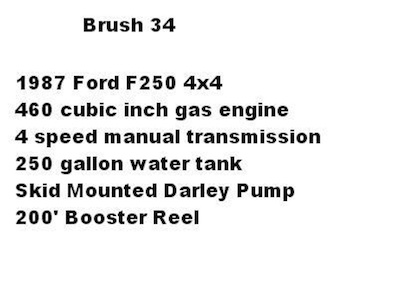 Brush 34
1987 Ford F250 4x4
460 cubic inch gas engine
4 speed manual transmission
250 gallon water tank
Skid Mounted Darley Pump
200' Booster Reel